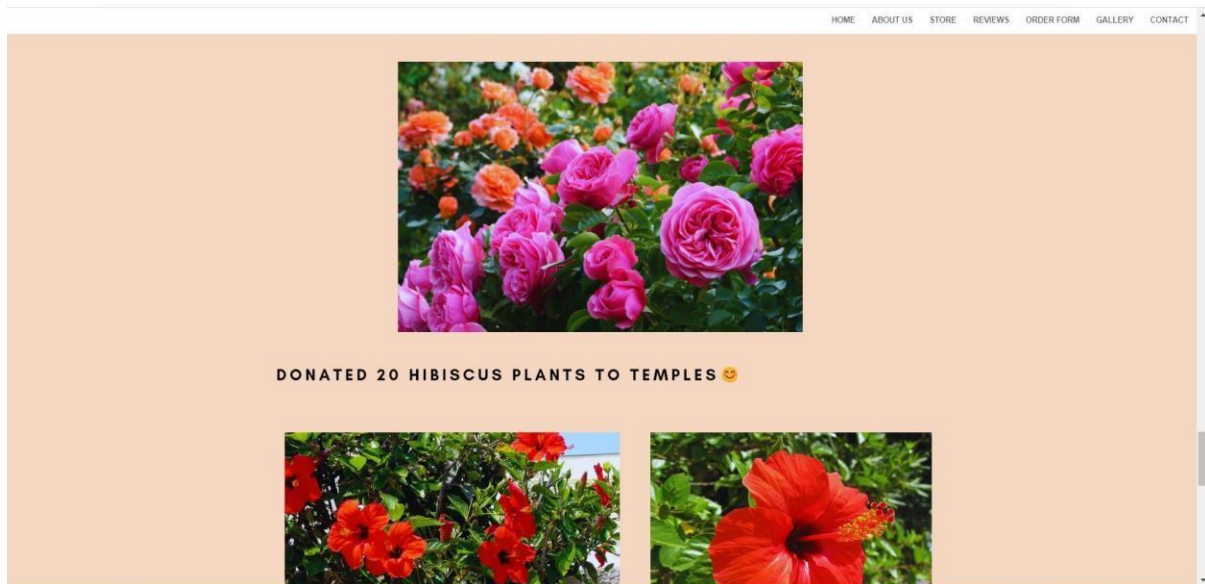 HOME ABOUT US STORE REVIEWS ORDER FORM GALLERY CONTACT
DONATED 20 HIBISCUS PLANTS TO TEMPLES😊